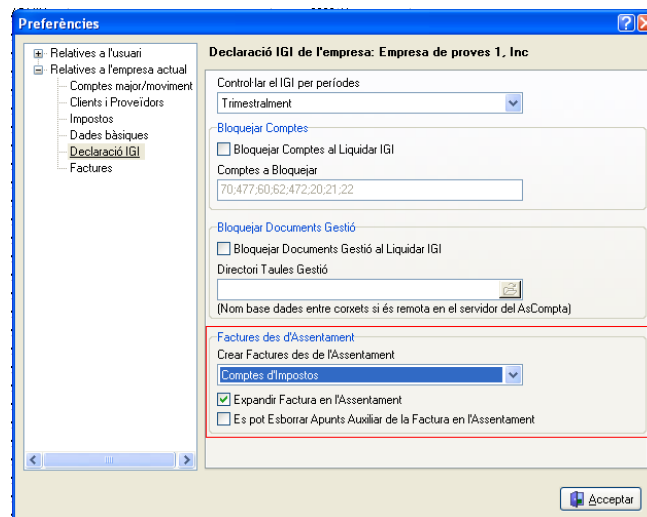 Preferències
Relatives a l'usuari
Relatives a l'empresa actual
Comptes major/moviment
Clients i Proveïdors
Impostos
Dades bàsiques
Declaració IGI
Factures
Declaració IGI de l'empresa: Empresa de proves 1, Inc
Control·lar el IGI per períodes
Trimestralment
Bloquejar Comptes
Bloquejar Comptes al Liquidar IGI
Comptes a Bloquejar
70;477;60;62;472;20;21;22
Bloquejar Documents Gestió
Bloquejar Documents Gestió al Liquidar IGI
Directori Taules Gestió
(Nom base dades entre corxets si és remota en el servidor del AsCompta)
Factures des d'Assentament
Crear Factures des de l'Assentament
Comptes d'Impostos
Expandir Factura en l'Assentament
Es pot Esborrar Apunts Auxiliar de la Factura en l'Assentament
Acceptar